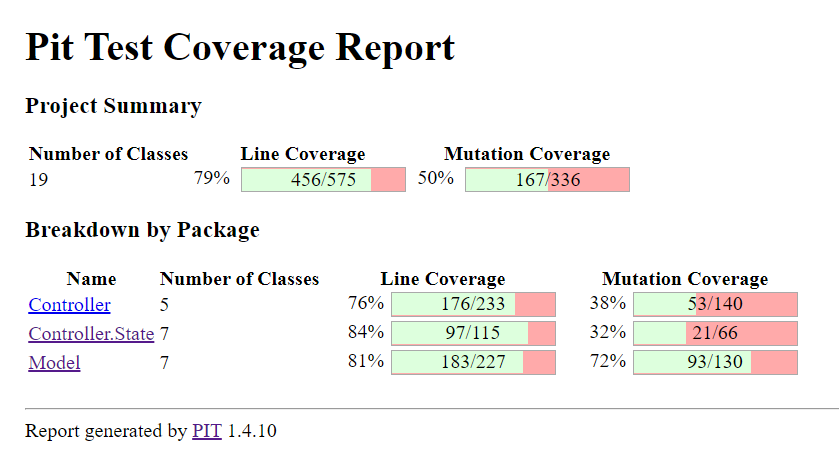 Pit Test Coverage Report
Project Summary
Number of Classes Line Coverage Mutation Coverage
19 79% 456/575 50% 167/336
Breakdown by Package
Name Number of Classes Line Coverage Mutation Coverage
Controller 5 76% 176/233 38% 53/140
Controller.State 7 84% 97/115 32% 21/66
Model 7 81% 183/227 72% 93/130
Report generated by PIT 1.4.10